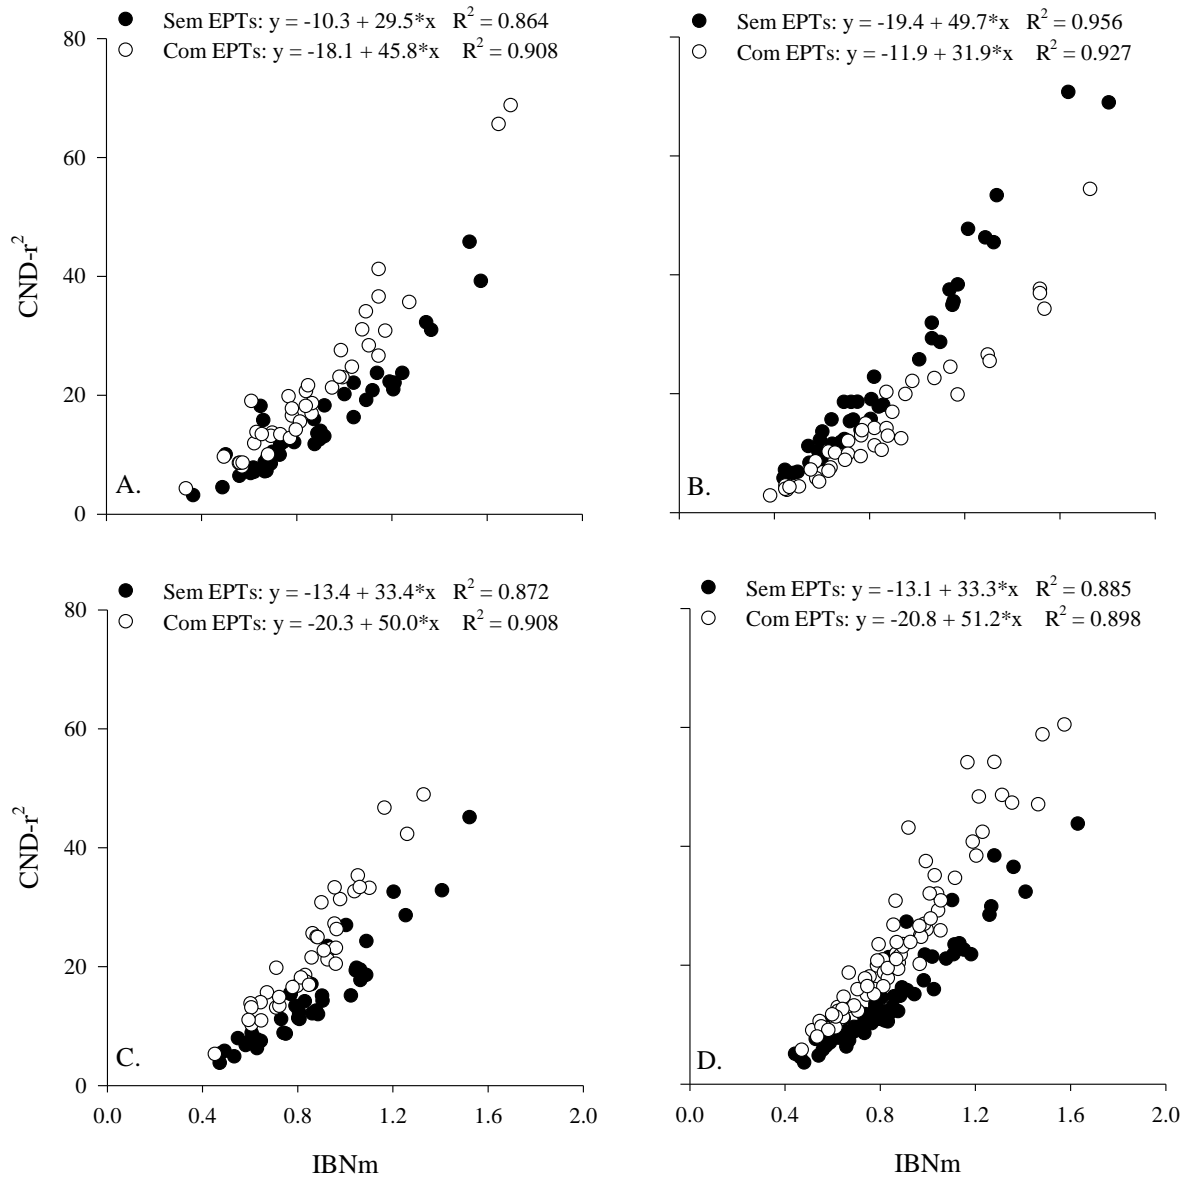 Sem EPTs: y = -10.3 + 29.5*x R² = 0.864
Com EPTs: y = -18.1 + 45.8*x R² = 0.908
Sem EPTs: y = -19.4 + 49.7*x R² = 0.956
Com EPTs: y = -11.9 + 31.9*x R² = 0.927
80
60
40
20
0
CND-r²
A.
B.
Sem EPTs: y = -13.4 + 33.4*x R² = 0.872
Com EPTs: y = -20.3 + 50.0*x R² = 0.908
Sem EPTs: y = -13.1 + 33.3*x R² = 0.885
Com EPTs: y = -20.8 + 51.2*x R² = 0.898
80
60
40
20
0
CND-r²
C.
D.
0.0 0.4 0.8 1.2 1.6 2.0
0.0 0.4 0.8 1.2 1.6 2.0
IBNm
IBNm